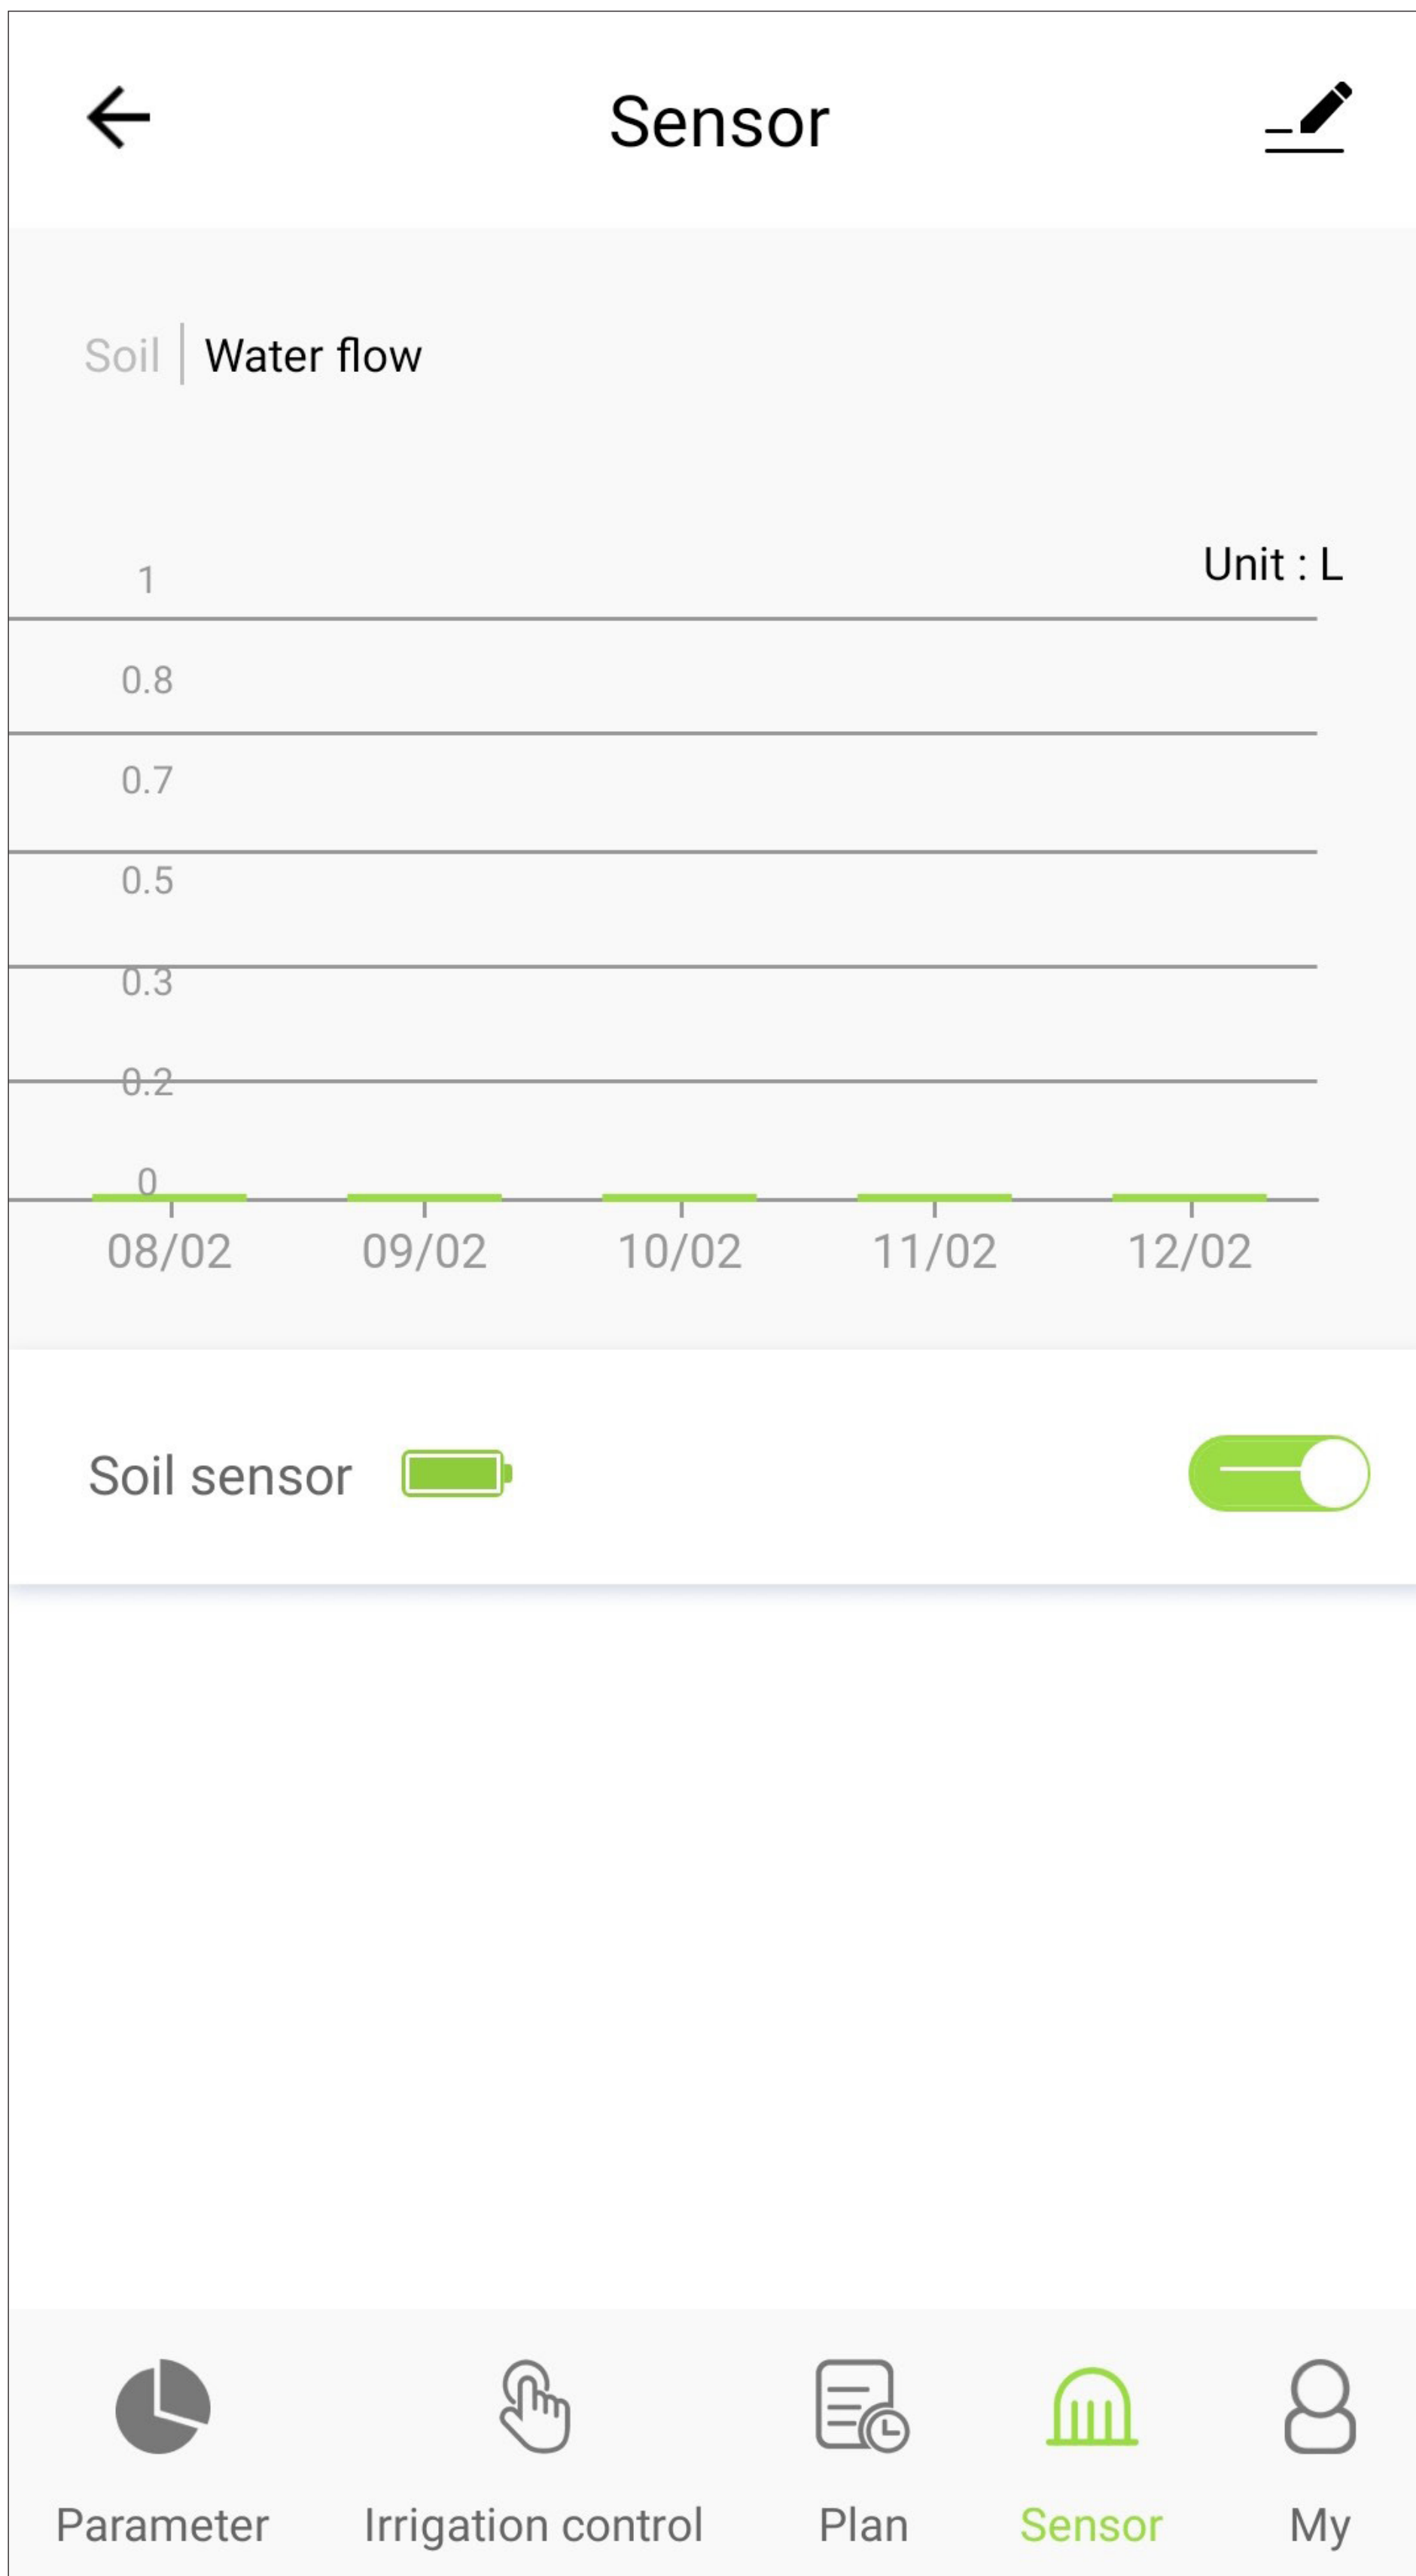 Sensor
Soil | Water flow
Unit : L
1
0.8
0.7
0.5
0.3
0.2
0
08/02 09/02 10/02 11/02 12/02
Soil sensor
Parameter Irrigation control Plan Sensor My